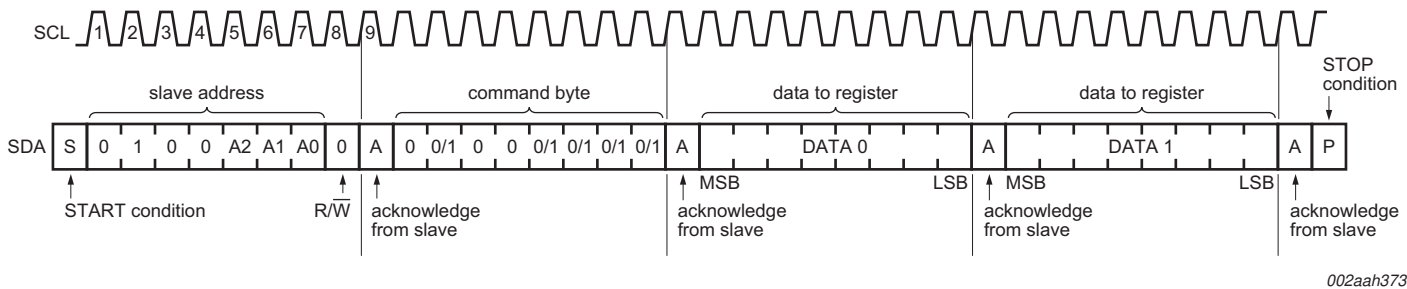 SCL 1 2 3 4 5 6 7 8 9
STOP
condition
slave address command byte data to register data to register
SDA S 0 1 0 0 A2 A1 A0 0 A 0 0/1 0 0 0/1 0/1 0/1 0/1 A DATA 0 A DATA 1 A P
MSB LSB MSB LSB
START condition R/W̅ acknowledge from slave acknowledge from slave acknowledge from slave acknowledge from slave
002aah373